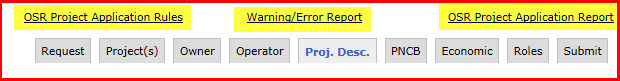 OSR Project Application Rules Warning/Error Report OSR Project Application Report
Request Project(s) Owner Operator Proj. Desc. PNCB Economic Roles Submit